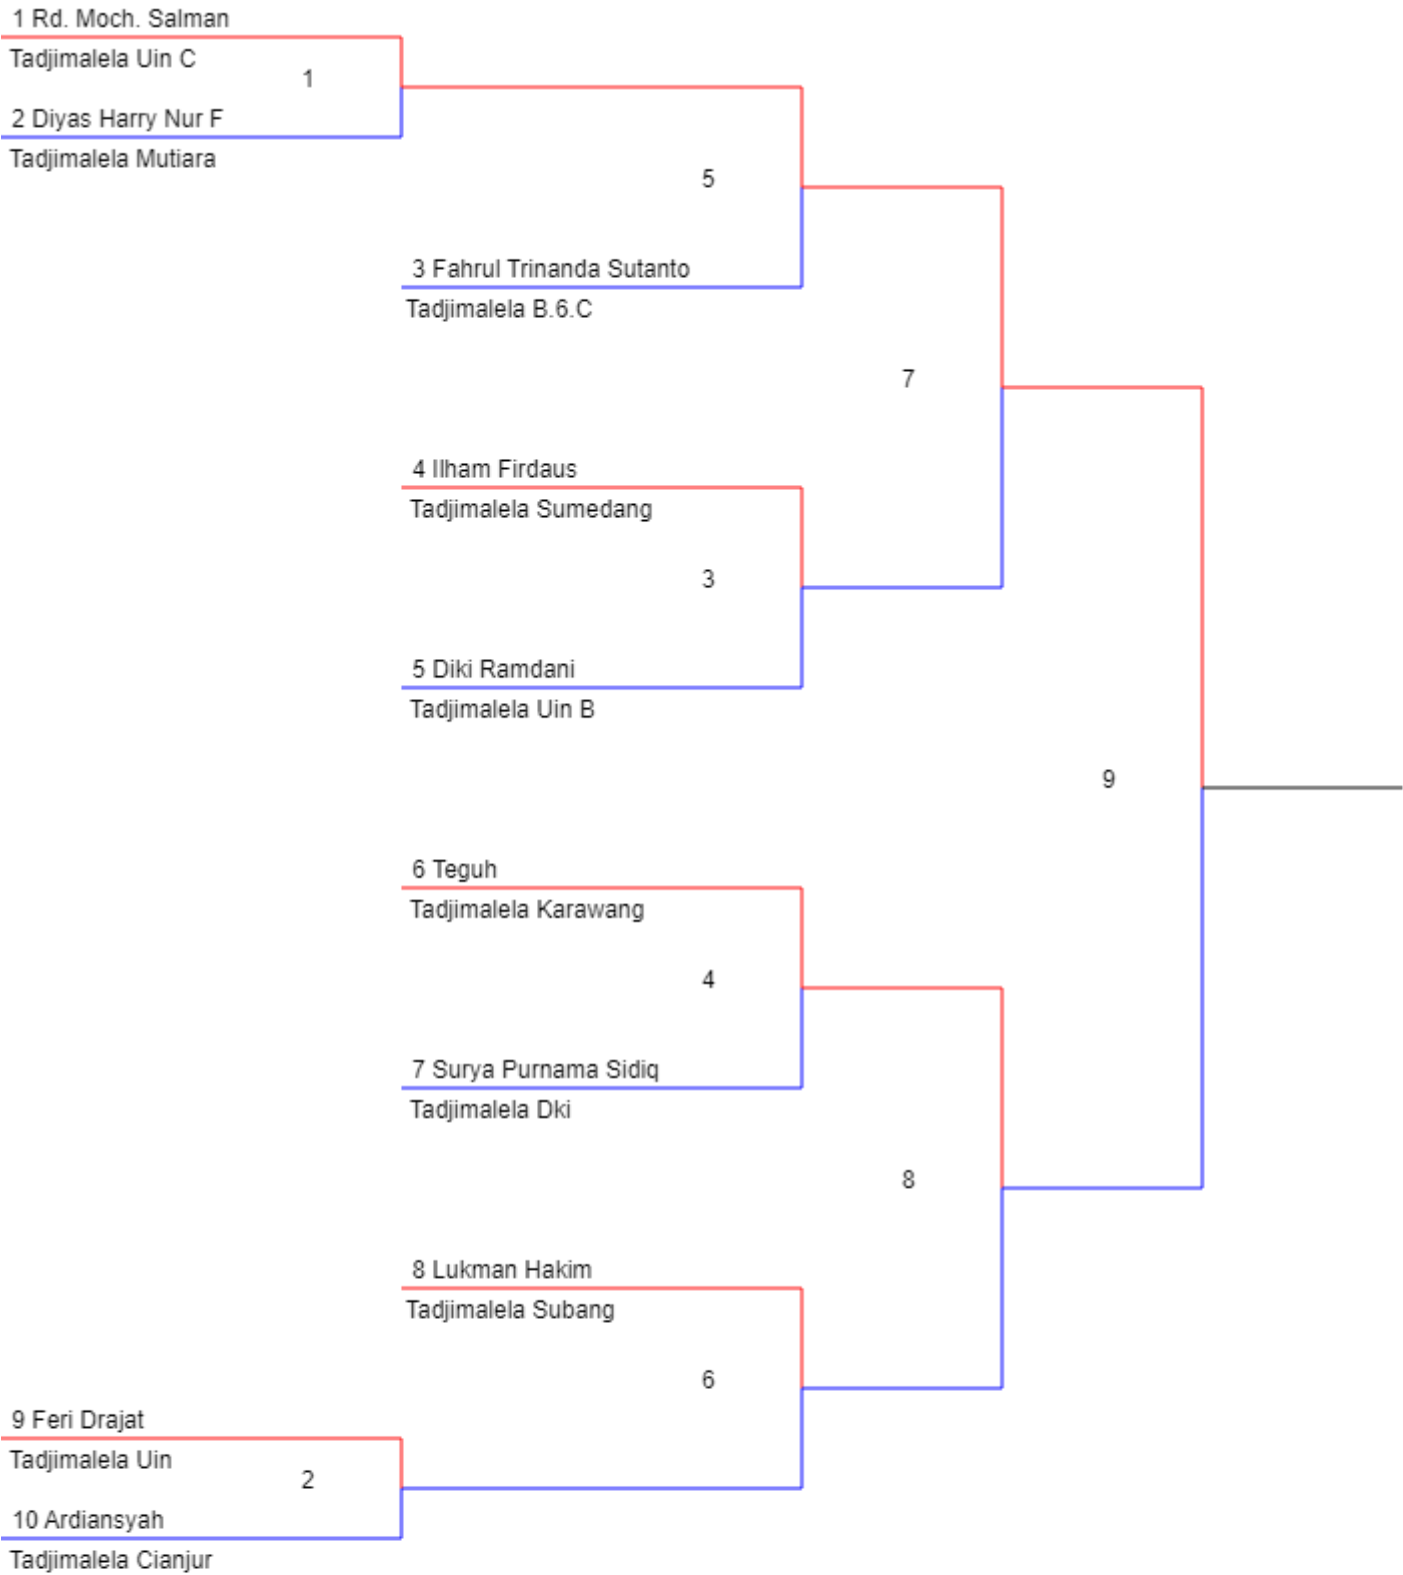 1 Rd. Moch. Salman
Tadjimalela Uin C
1
2 Diyas Harry Nur F
Tadjimalela Mutiara
5
3 Fahrul Trinanda Sutanto
Tadjimalela B.6.C
7
4 Ilham Firdaus
Tadjimalela Sumedang
3
5 Diki Ramdani
Tadjimalela Uin B
9
6 Teguh
Tadjimalela Karawang
4
7 Surya Purnama Sidiq
Tadjimalela Dki
8
8 Lukman Hakim
Tadjimalela Subang
6
9 Feri Drajat
Tadjimalela Uin
2
10 Ardiansyah
Tadjimalela Cianjur